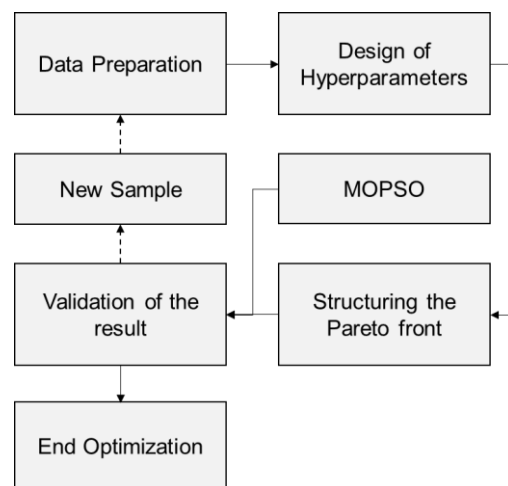 Data Preparation
Design of
Hyperparameters
New Sample
MOPSO
Validation of the
result
Structuring the
Pareto front
End Optimization